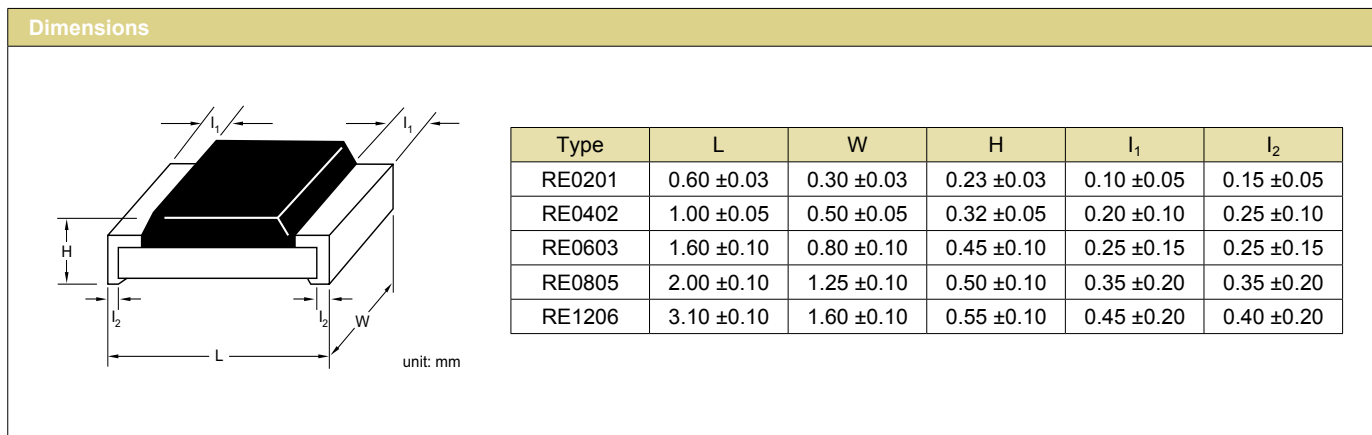 Dimensions
l₁ l₁
H
l₂ l₂ W
L
unit: mm
Type L W H l₁ l₂
RE0201 0.60 ±0.03 0.30 ±0.03 0.23 ±0.03 0.10 ±0.05 0.15 ±0.05
RE0402 1.00 ±0.05 0.50 ±0.05 0.32 ±0.05 0.20 ±0.10 0.25 ±0.10
RE0603 1.60 ±0.10 0.80 ±0.10 0.45 ±0.10 0.25 ±0.15 0.25 ±0.15
RE0805 2.00 ±0.10 1.25 ±0.10 0.50 ±0.10 0.35 ±0.20 0.35 ±0.20
RE1206 3.10 ±0.10 1.60 ±0.10 0.55 ±0.10 0.45 ±0.20 0.40 ±0.20